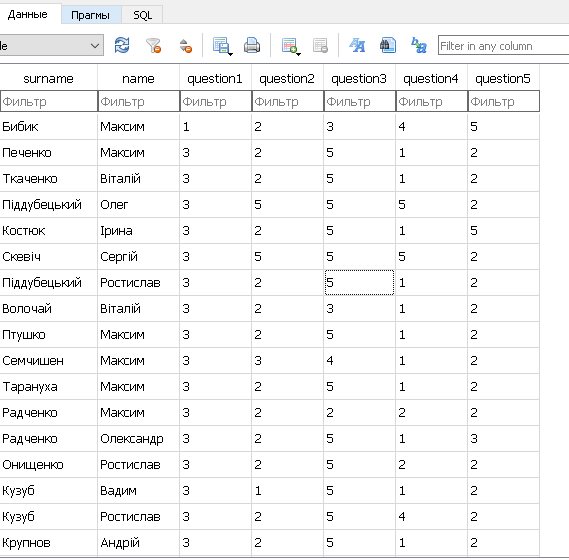 Данные Прагмы SQL
le Filter in any column
surname name question1 question2 question3 question4 question5
Фильтр Фильтр Фильтр Фильтр Фильтр Фильтр Фильтр
Бибик Максим 1 2 3 4 5
Печенко Максим 3 2 5 1 2
Ткаченко Віталій 3 2 5 1 2
Піддубецький Олег 3 5 5 5 2
Костюк Ірина 3 2 5 1 5
Скевіч Сергій 3 5 5 5 2
Піддубецький Ростислав 3 2 5 1 2
Волочай Віталій 3 2 3 1 2
Птушко Максим 3 2 5 1 2
Семчишен Максим 3 3 4 1 2
Тарануха Максим 3 2 5 1 2
Радченко Максим 3 2 2 2 2
Радченко Олександр 3 2 5 1 3
Онищенко Ростислав 3 2 5 2 2
Кузуб Вадим 3 1 5 1 2
Кузуб Ростислав 3 2 5 4 2
Крупнов Андрій 3 2 5 1 2